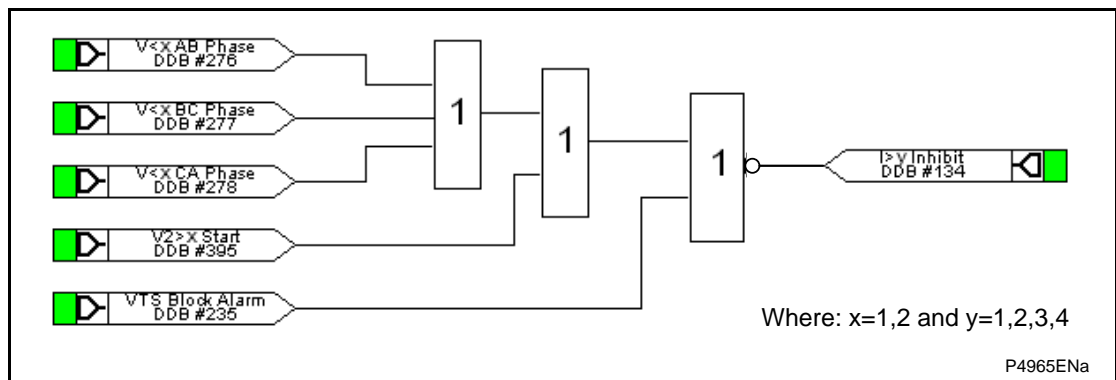 V<x AB Phase
DDB #276
V<x BC Phase
DDB #277
V<x CA Phase
DDB #278
V2>x Start
DDB #395
VTS Block Alarm
DDB #235
1
1
1
I>y Inhibit
DDB #134
Where: x=1,2 and y=1,2,3,4
P4965ENa